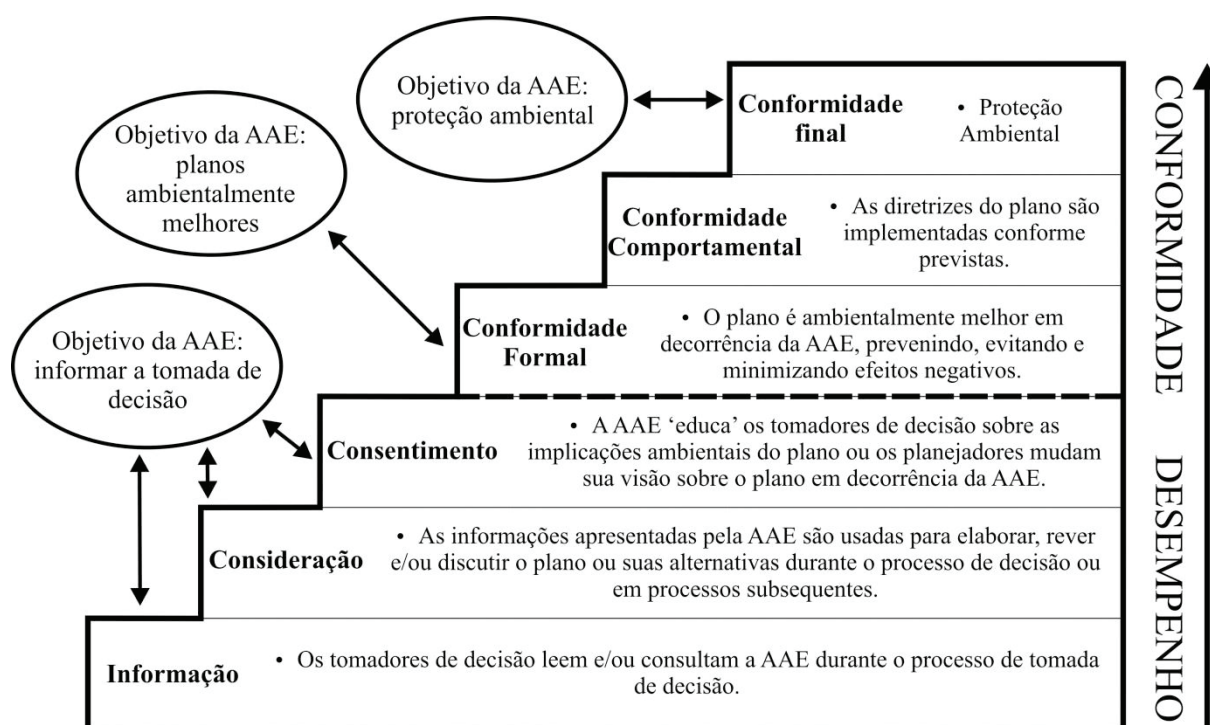 Objetivo da AAE:
proteção ambiental
Conformidade
final
• Proteção
Ambiental
Objetivo da AAE:
planos
ambientalmente
melhores
Conformidade
Comportamental
• As diretrizes do plano são
implementadas conforme
previstas.
Objetivo da AAE:
informar a tomada de
decisão
Conformidade
Formal
• O plano é ambientalmente melhor em
decorrência da AAE, prevenindo, evitando e
minimizando efeitos negativos.
Consentimento
• A AAE ‘educa’ os tomadores de decisão sobre as
implicações ambientais do plano ou os planejadores mudam
sua visão sobre o plano em decorrência da AAE.
Consideração
• As informações apresentadas pela AAE são usadas para elaborar, rever
e/ou discutir o plano ou suas alternativas durante o processo de decisão ou
em processos subsequentes.
Informação
• Os tomadores de decisão leem e/ou consultam a AAE durante o processo de tomada
de decisão.
CONFORMIDADE
DESEMPENHO